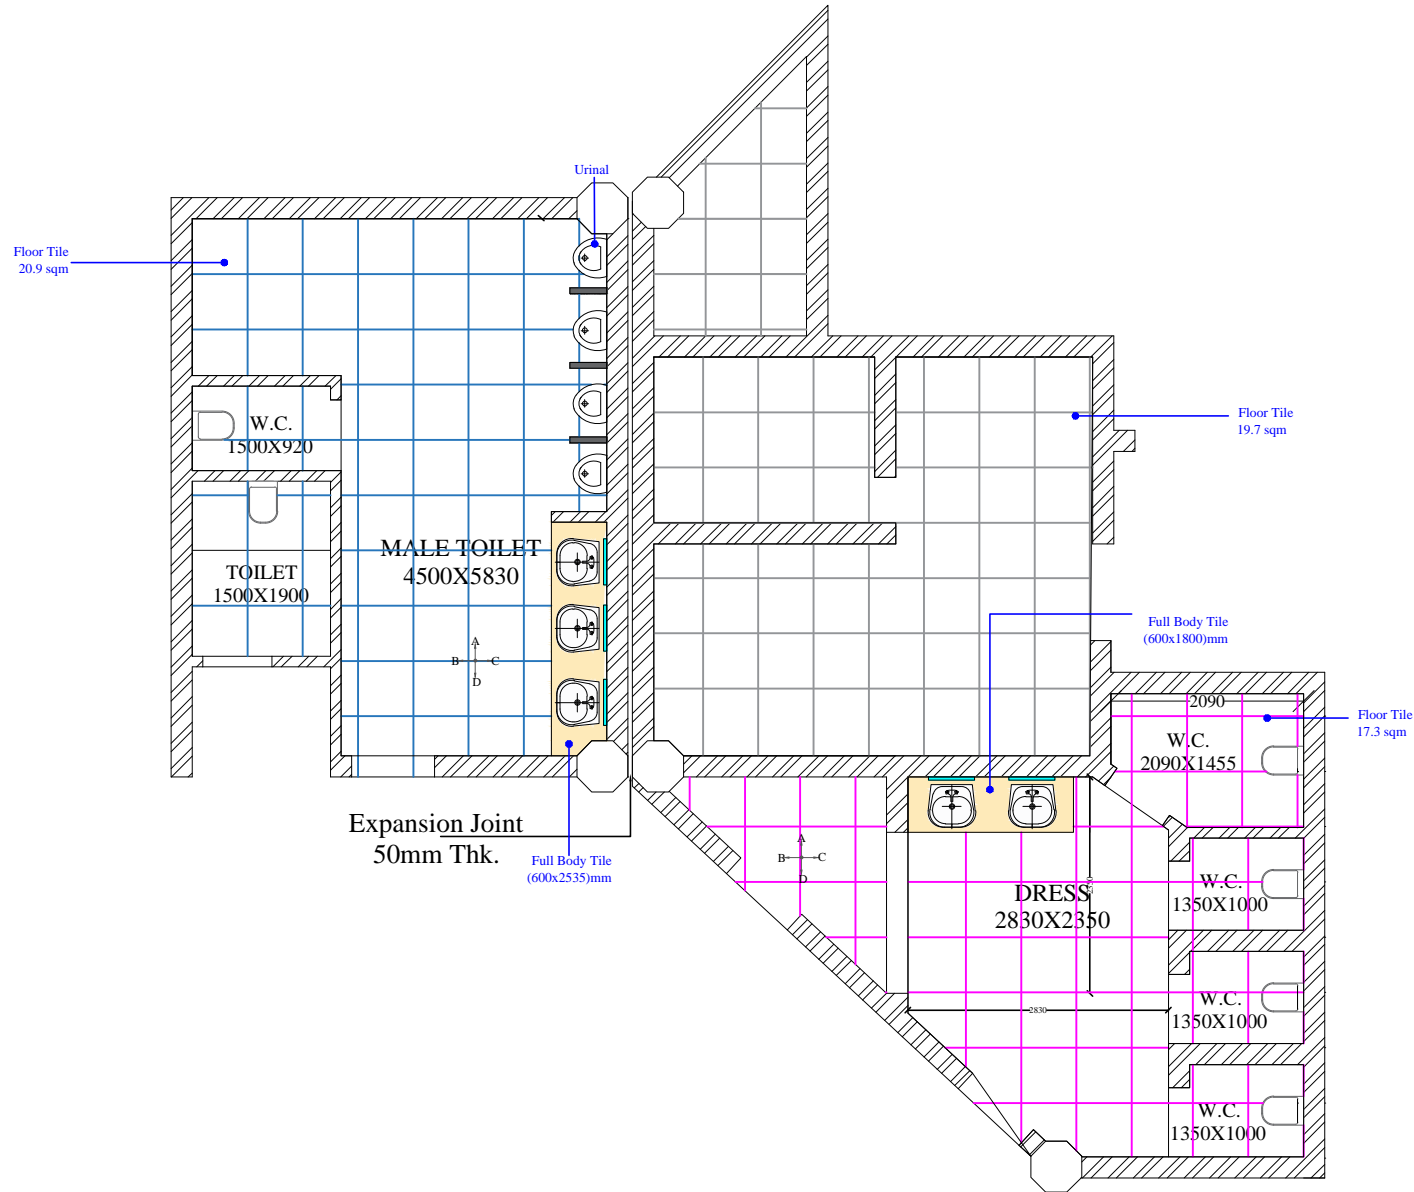 Urinal
Floor Tile
20.9 sqm
Floor Tile
19.7 sqm
W.C.
1500X920
MALE TOILET
4500X5830
TOILET
1500X1900
A
B
C
D
Full Body Tile
(600x1800)mm
2090
Floor Tile
17.3 sqm
W.C.
2090X1455
Expansion Joint
50mm Thk.
Full Body Tile
(600x2535)mm
A
B
C
D
DRESS
2830X2350
2830
W.C.
1350X1000
W.C.
1350X1000
W.C.
1350X1000